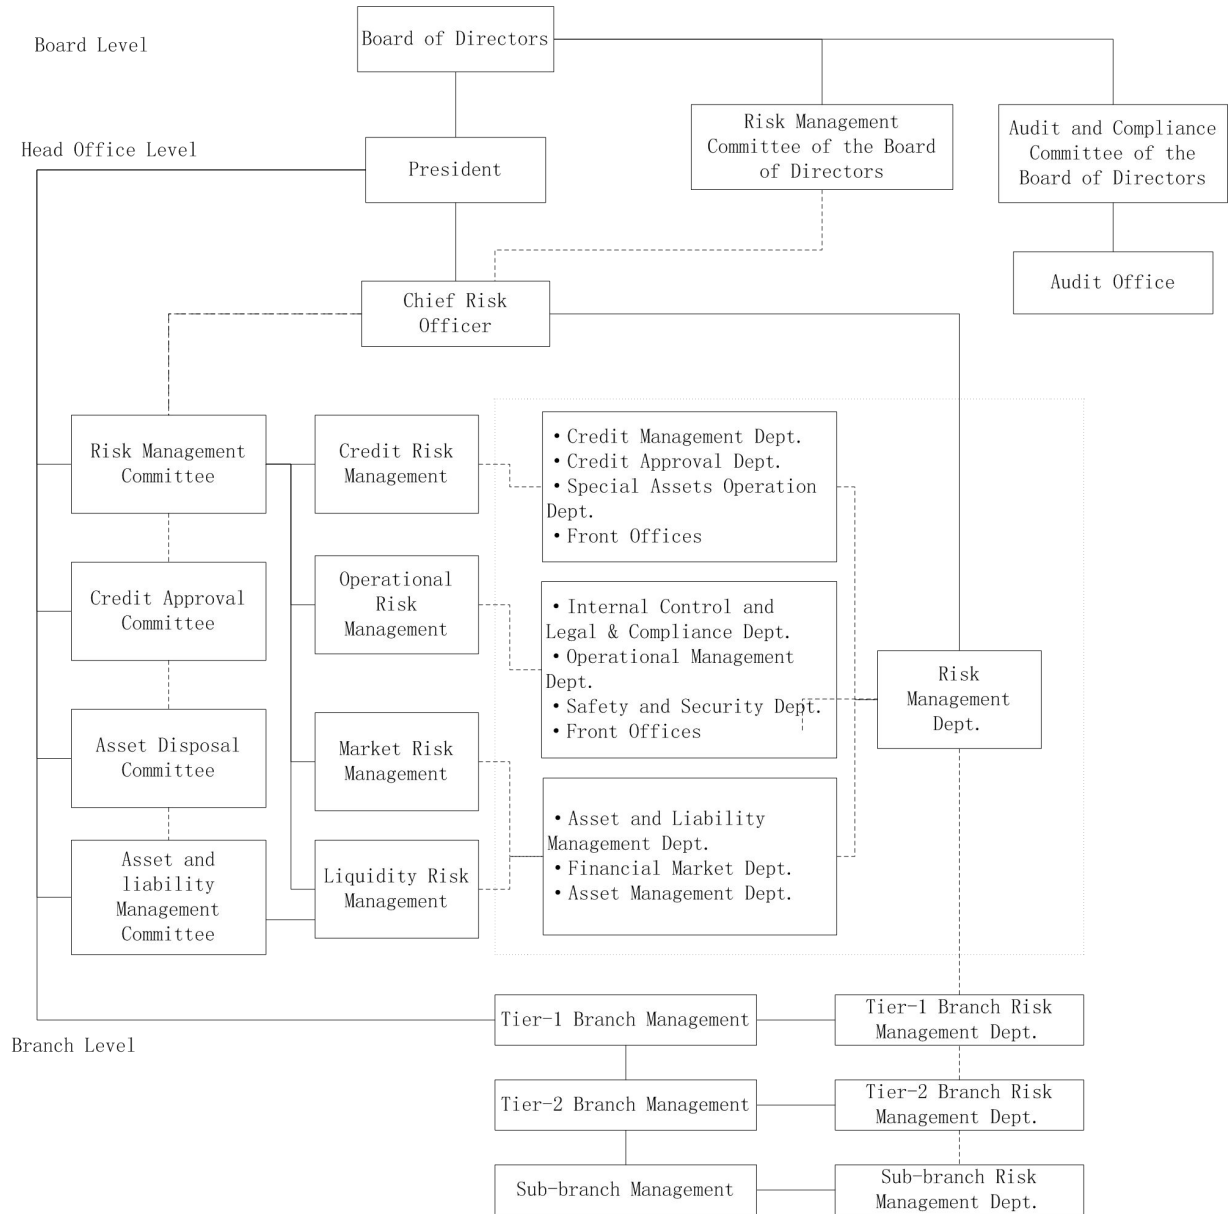 Board Level
Board of Directors
Risk Management
Committee of the Board
of Directors
Audit and Compliance
Committee of the
Board of Directors
Head Office Level
President
Audit Office
Chief Risk
Officer
Risk Management
Committee
Credit Risk
Management
• Credit Management Dept.
• Credit Approval Dept.
• Special Assets Operation
Dept.
• Front Offices
Credit Approval
Committee
Operational
Risk
Management
• Internal Control and
Legal & Compliance Dept.
• Operational Management
Dept.
• Safety and Security Dept.
• Front Offices
Risk
Management
Dept.
Asset Disposal
Committee
Market Risk
Management
Asset and
liability
Management
Committee
Liquidity Risk
Management
• Asset and Liability
Management Dept.
• Financial Market Dept.
• Asset Management Dept.
Branch Level
Tier-1 Branch Management
Tier-1 Branch Risk
Management Dept.
Tier-2 Branch Management
Tier-2 Branch Risk
Management Dept.
Sub-branch Management
Sub-branch Risk
Management Dept.